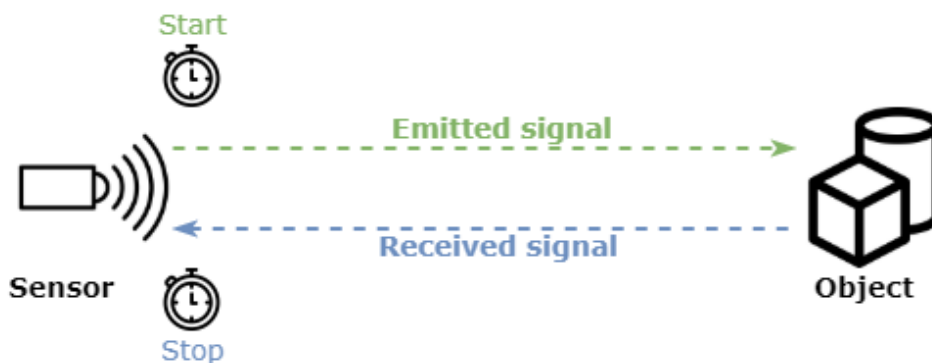 Start
Emitted signal
Received signal
Sensor
Object
Stop